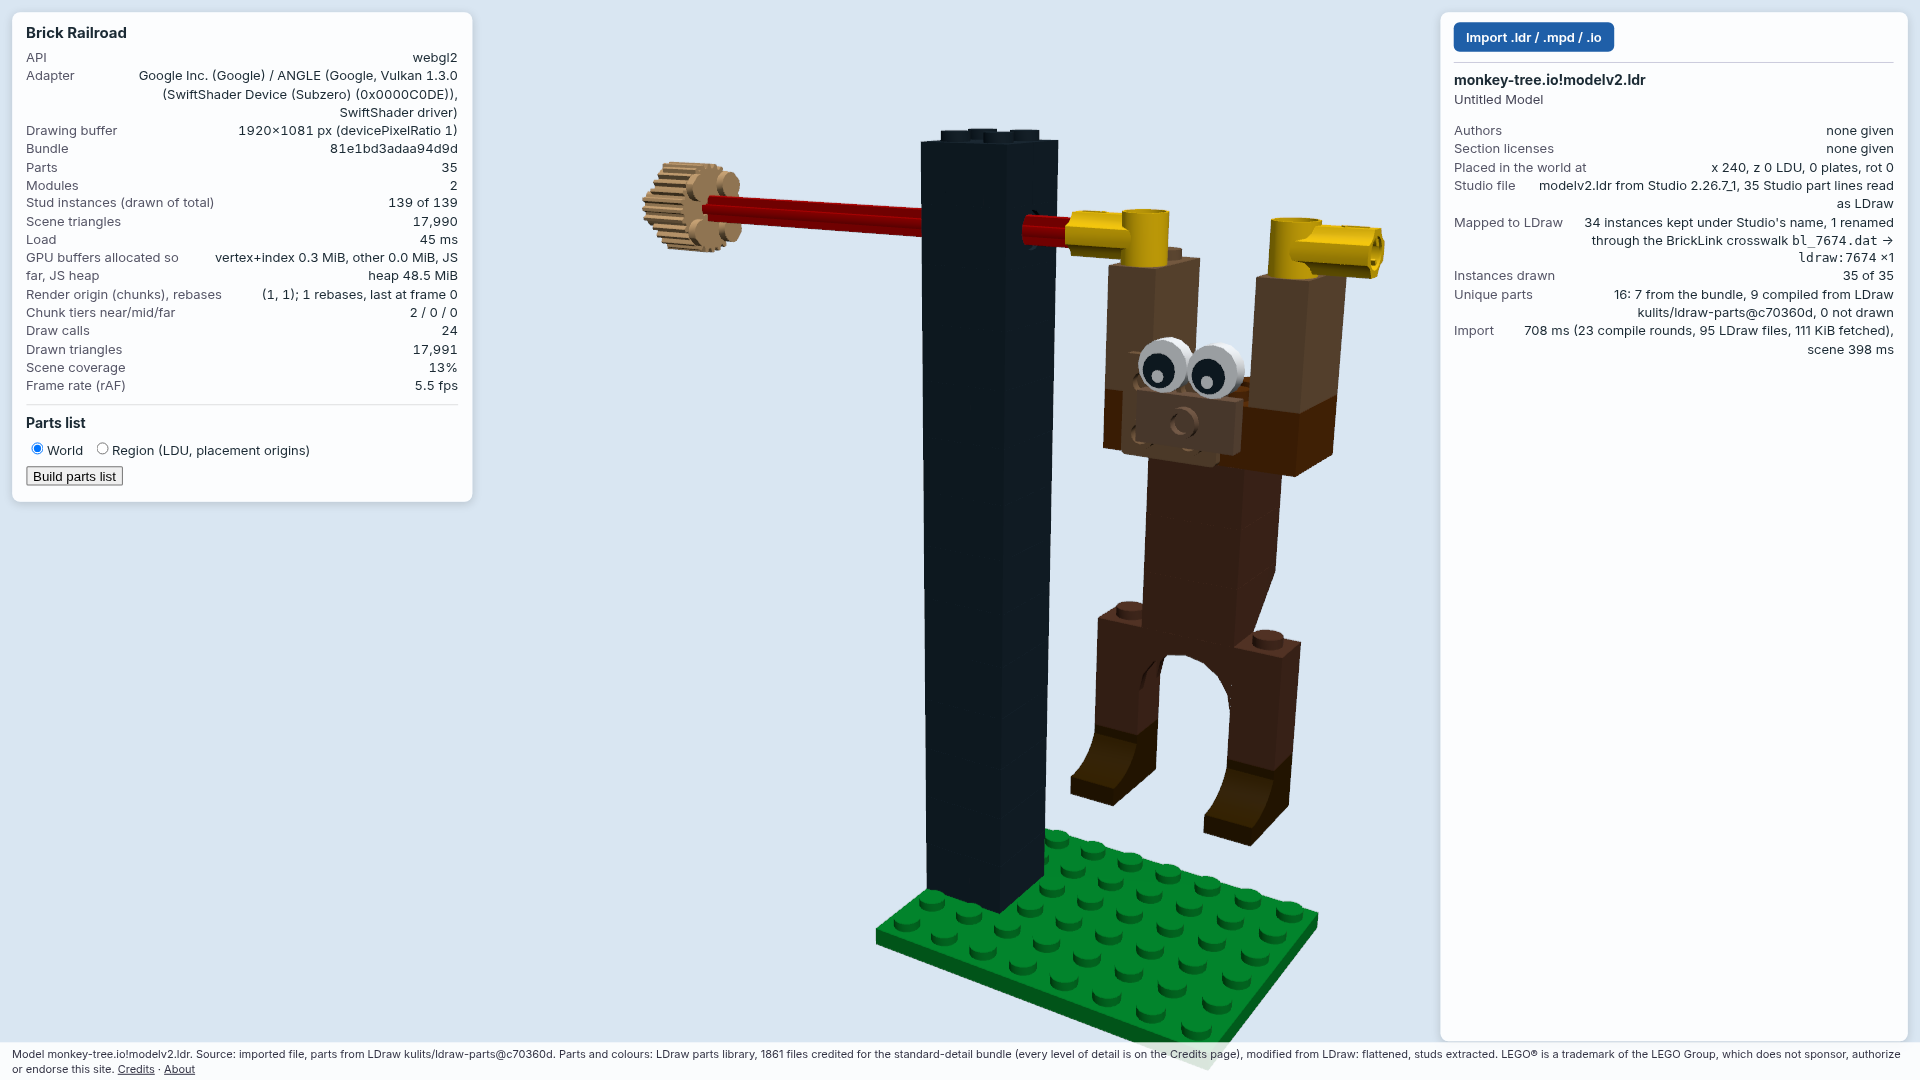 Brick Railroad
API webgl2
Adapter Google Inc. (Google) / ANGLE (Google, Vulkan 1.3.0
(SwiftShader Device (Subzero) (0x0000C0DE)),
SwiftShader driver)
Drawing buffer 1920×1081 px (devicePixelRatio 1)
Bundle 81e1bd3adaa94d9d
Parts 35
Modules 2
Stud instances (drawn of total) 139 of 139
Scene triangles 17,990
Load 45 ms
GPU buffers allocated so vertex+index 0.3 MiB, other 0.0 MiB, JS
far, JS heap heap 48.5 MiB
Render origin (chunks), rebases (1, 1); 1 rebases, last at frame 0
Chunk tiers near/mid/far 2 / 0 / 0
Draw calls 24
Drawn triangles 17,991
Scene coverage 13%
Frame rate (rAF) 5.5 fps
Parts list
World Region (LDU, placement origins)
Build parts list
Import .ldr / .mpd / .io
monkey-tree.io!modelv2.ldr
Untitled Model
Authors none given
Section licenses none given
Placed in the world at x 240, z 0 LDU, 0 plates, rot 0
Studio file modelv2.ldr from Studio 2.26.7_1, 35 Studio part lines read
as LDraw
Mapped to LDraw 34 instances kept under Studio's name, 1 renamed
through the BrickLink crosswalk bl_7674.dat →
ldraw:7674 ×1
Instances drawn 35 of 35
Unique parts 16: 7 from the bundle, 9 compiled from LDraw
kulits/ldraw-parts@c70360d, 0 not drawn
Import 708 ms (23 compile rounds, 95 LDraw files, 111 KiB fetched),
scene 398 ms
Model monkey-tree.io!modelv2.ldr. Source: imported file, parts from LDraw kulits/ldraw-parts@c70360d. Parts and colours: LDraw parts library, 1861 files credited for the standard-detail bundle (every level of detail is on the Credits page), modified from LDraw: flattened, studs extracted. LEGO® is a trademark of the LEGO Group, which does not sponsor, authorize
or endorse this site. Credits · About